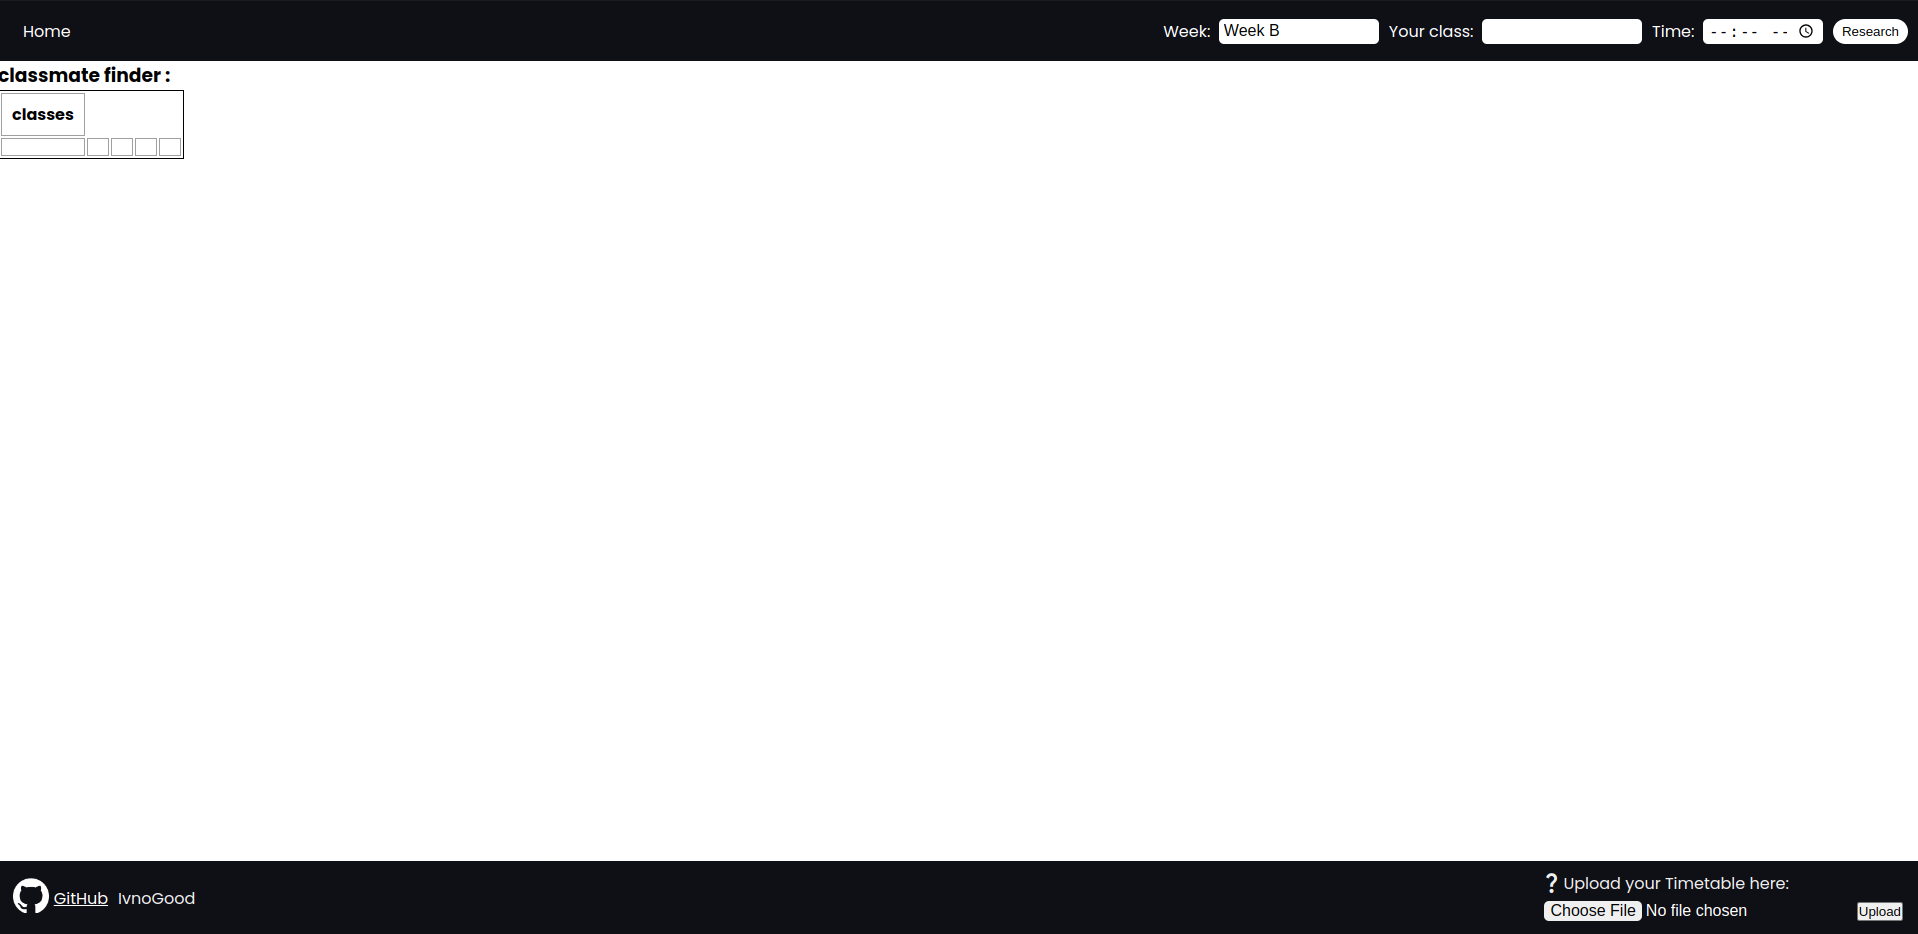 Home Week: Week B Your class: Time: --:-- -- Research
classmate finder :
classes
GitHub IvnoGood
? Upload your Timetable here:
Choose File No file chosen Upload